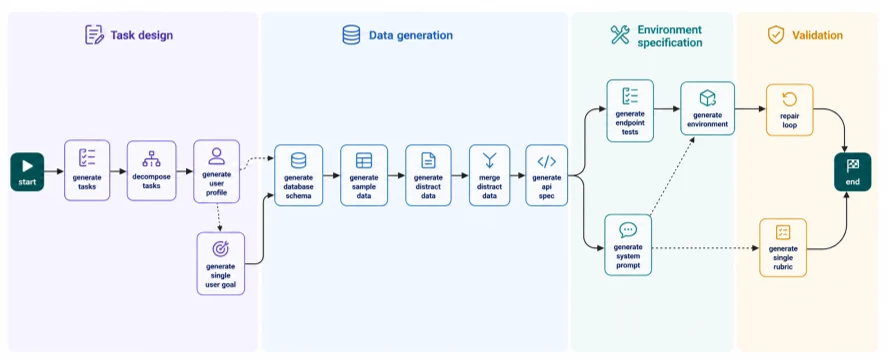 Task design
Data generation
Environment
specification
Validation
start
generate
tasks
decompose
tasks
generate
user
profile
generate
single
user goal
generate
database
schema
generate
sample
data
generate
distract
data
merge
distract
data
generate
api
spec
generate
endpoint
tests
generate
environment
generate
system
prompt
repair
loop
generate
single
rubric
end